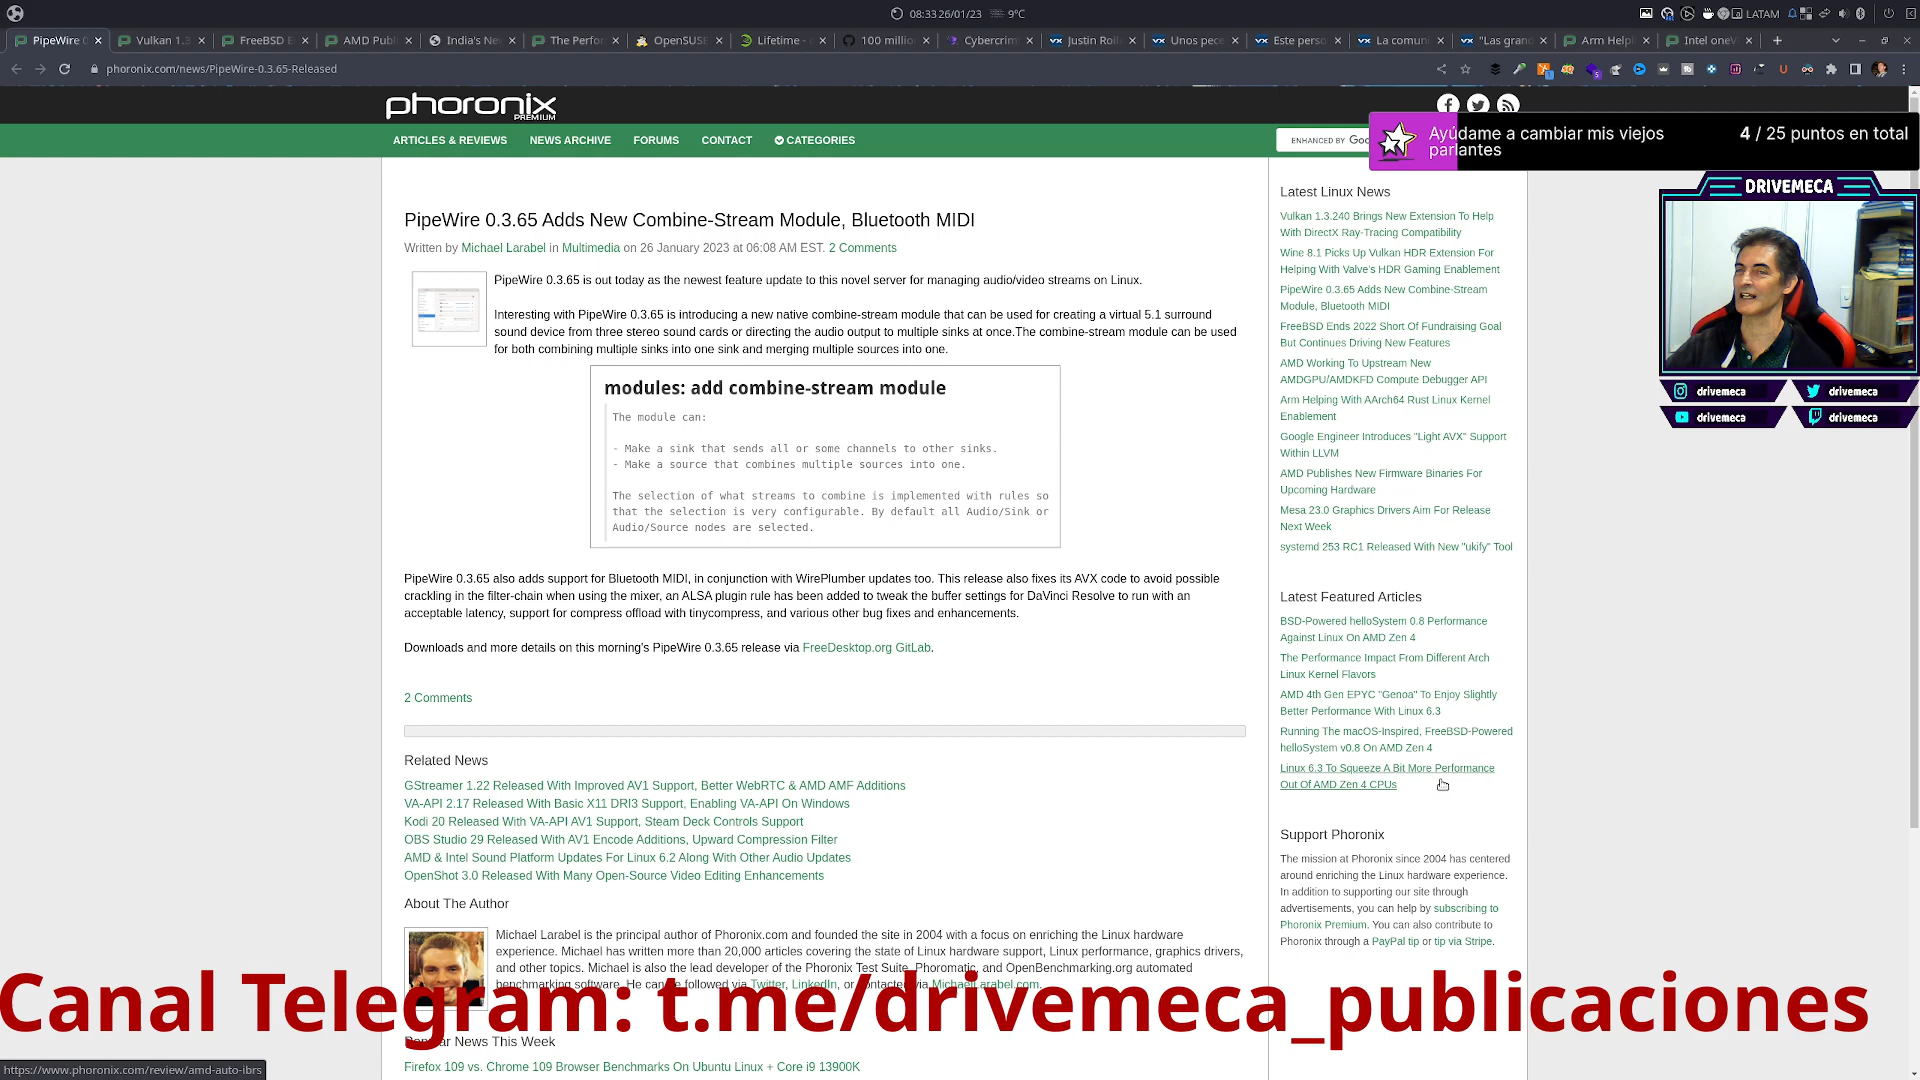 08:33 26/01/23 9°C
LATAM
PipeWire 0
Vulkan 1.3
FreeBSD E
AMD Publ
India's Ne
The Perfor
OpenSUSE
Lifetime -
100 millio
Cybercrim
Justin Roil
Unos pece
Este perso
La comuni
"Las gran
Arm Helpi
Intel oneV
phoronix.com/news/PipeWire-0.3.65-Released
phoronix
PREMIUM
ARTICLES & REVIEWS NEWS ARCHIVE FORUMS CONTACT CATEGORIES
ENHANCED BY Goo
Ayúdame a cambiar mis viejos
parlantes
4 / 25 puntos en total
DRIVEMECA
drivemeca drivemeca
drivemeca drivemeca
PipeWire 0.3.65 Adds New Combine-Stream Module, Bluetooth MIDI
Written by Michael Larabel in Multimedia on 26 January 2023 at 06:08 AM EST. 2 Comments
PipeWire 0.3.65 is out today as the newest feature update to this novel server for managing audio/video streams on Linux.
Interesting with PipeWire 0.3.65 is introducing a new native combine-stream module that can be used for creating a virtual 5.1 surround
sound device from three stereo sound cards or directing the audio output to multiple sinks at once.The combine-stream module can be used
for both combining multiple sinks into one sink and merging multiple sources into one.
modules: add combine-stream module
The module can:
- Make a sink that sends all or some channels to other sinks.
- Make a source that combines multiple sources into one.
The selection of what streams to combine is implemented with rules so
that the selection is very configurable. By default all Audio/Sink or
Audio/Source nodes are selected.
PipeWire 0.3.65 also adds support for Bluetooth MIDI, in conjunction with WirePlumber updates too. This release also fixes its AVX code to avoid possible
crackling in the filter-chain when using the mixer, an ALSA plugin rule has been added to tweak the buffer settings for DaVinci Resolve to run with an
acceptable latency, support for compress offload with tinycompress, and various other bug fixes and enhancements.
Downloads and more details on this morning's PipeWire 0.3.65 release via FreeDesktop.org GitLab.
2 Comments
Related News
GStreamer 1.22 Released With Improved AV1 Support, Better WebRTC & AMD AMF Additions
VA-API 2.17 Released With Basic X11 DRI3 Support, Enabling VA-API On Windows
Kodi 20 Released With VA-API AV1 Support, Steam Deck Controls Support
OBS Studio 29 Released With AV1 Encode Additions, Upward Compression Filter
AMD & Intel Sound Platform Updates For Linux 6.2 Along With Other Audio Updates
OpenShot 3.0 Released With Many Open-Source Video Editing Enhancements
About The Author
Michael Larabel is the principal author of Phoronix.com and founded the site in 2004 with a focus on enriching the Linux hardware
experience. Michael has written more than 20,000 articles covering the state of Linux hardware support, Linux performance, graphics drivers,
and other topics. Michael is also the lead developer of the Phoronix Test Suite, Phoromatic, and OpenBenchmarking.org automated
benchmarking software. He can be followed via Twitter, LinkedIn, or contacted via MichaelLarabel.com.
Popular News This Week
Firefox 109 vs. Chrome 109 Browser Benchmarks On Ubuntu Linux + Core i9 13900K
Latest Linux News
Vulkan 1.3.240 Brings New Extension To Help
With DirectX Ray-Tracing Compatibility
Wine 8.1 Picks Up Vulkan HDR Extension For
Helping With Valve's HDR Gaming Enablement
PipeWire 0.3.65 Adds New Combine-Stream
Module, Bluetooth MIDI
FreeBSD Ends 2022 Short Of Fundraising Goal
But Continues Driving New Features
AMD Working To Upstream New
AMDGPU/AMDKFD Compute Debugger API
Arm Helping With AArch64 Rust Linux Kernel
Enablement
Google Engineer Introduces "Light AVX" Support
Within LLVM
AMD Publishes New Firmware Binaries For
Upcoming Hardware
Mesa 23.0 Graphics Drivers Aim For Release
Next Week
systemd 253 RC1 Released With New "ukify" Tool
Latest Featured Articles
BSD-Powered helloSystem 0.8 Performance
Against Linux On AMD Zen 4
The Performance Impact From Different Arch
Linux Kernel Flavors
AMD 4th Gen EPYC "Genoa" To Enjoy Slightly
Better Performance With Linux 6.3
Running The macOS-Inspired, FreeBSD-Powered
helloSystem v0.8 On AMD Zen 4
Linux 6.3 To Squeeze A Bit More Performance
Out Of AMD Zen 4 CPUs
Support Phoronix
The mission at Phoronix since 2004 has centered
around enriching the Linux hardware experience.
In addition to supporting our site through
advertisements, you can help by subscribing to
Phoronix Premium. You can also contribute to
Phoronix through a PayPal tip or tip via Stripe.
Canal Telegram: t.me/drivemeca_publicaciones
https://www.phoronix.com/review/amd-auto-ibrs